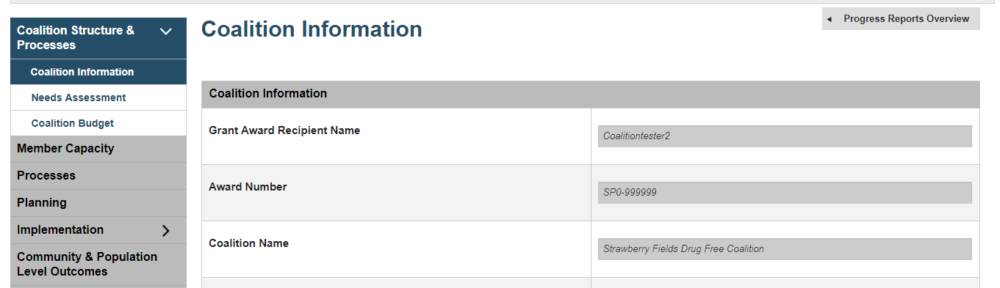 Coalition Structure &
Processes
Coalition Information
Needs Assessment
Coalition Budget
Member Capacity
Processes
Planning
Implementation
Community & Population
Level Outcomes
Coalition Information
Progress Reports Overview
Coalition Information
Grant Award Recipient Name
Coalitiontester2
Award Number
SP0-999999
Coalition Name
Strawberry Fields Drug Free Coalition